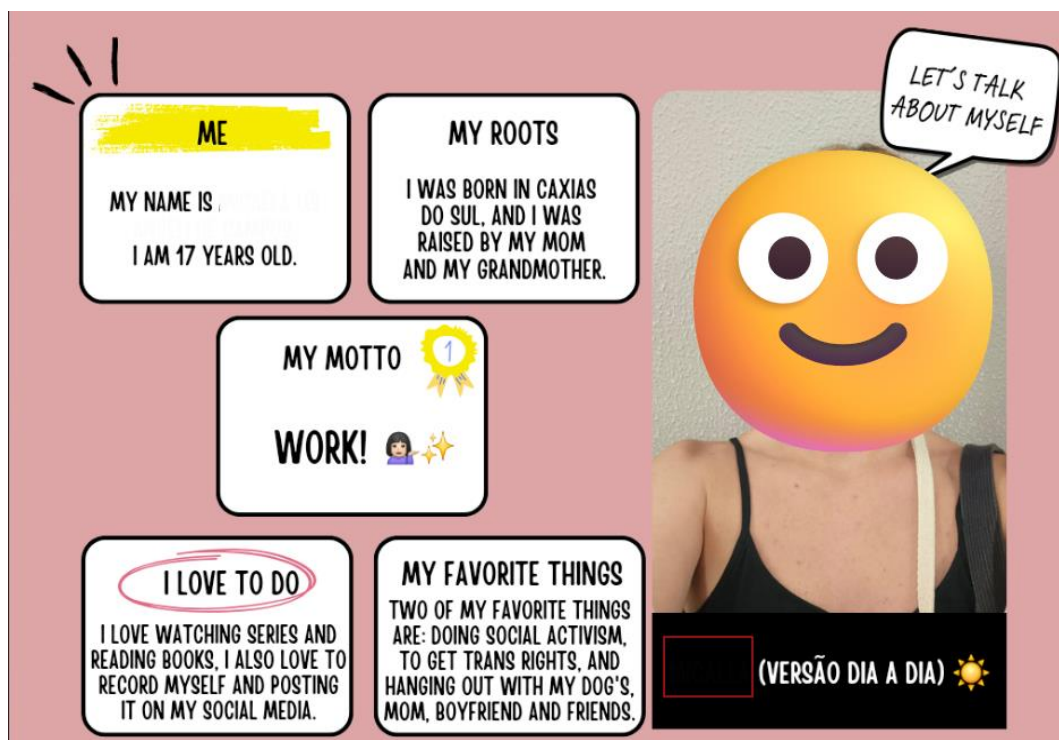 LET'S TALK
ABOUT MYSELF
ME
MY NAME IS
I AM 17 YEARS OLD.
MY ROOTS
I WAS BORN IN CAXIAS
DO SUL, AND I WAS
RAISED BY MY MOM
AND MY GRANDMOTHER.
MY MOTTO
1
WORK!
I LOVE TO DO
I LOVE WATCHING SERIES AND
READING BOOKS, I ALSO LOVE TO
RECORD MYSELF AND POSTING
IT ON MY SOCIAL MEDIA.
MY FAVORITE THINGS
TWO OF MY FAVORITE THINGS
ARE: DOING SOCIAL ACTIVISM,
TO GET TRANS RIGHTS, AND
HANGING OUT WITH MY DOG'S,
MOM, BOYFRIEND AND FRIENDS.
(VERSÃO DIA A DIA)